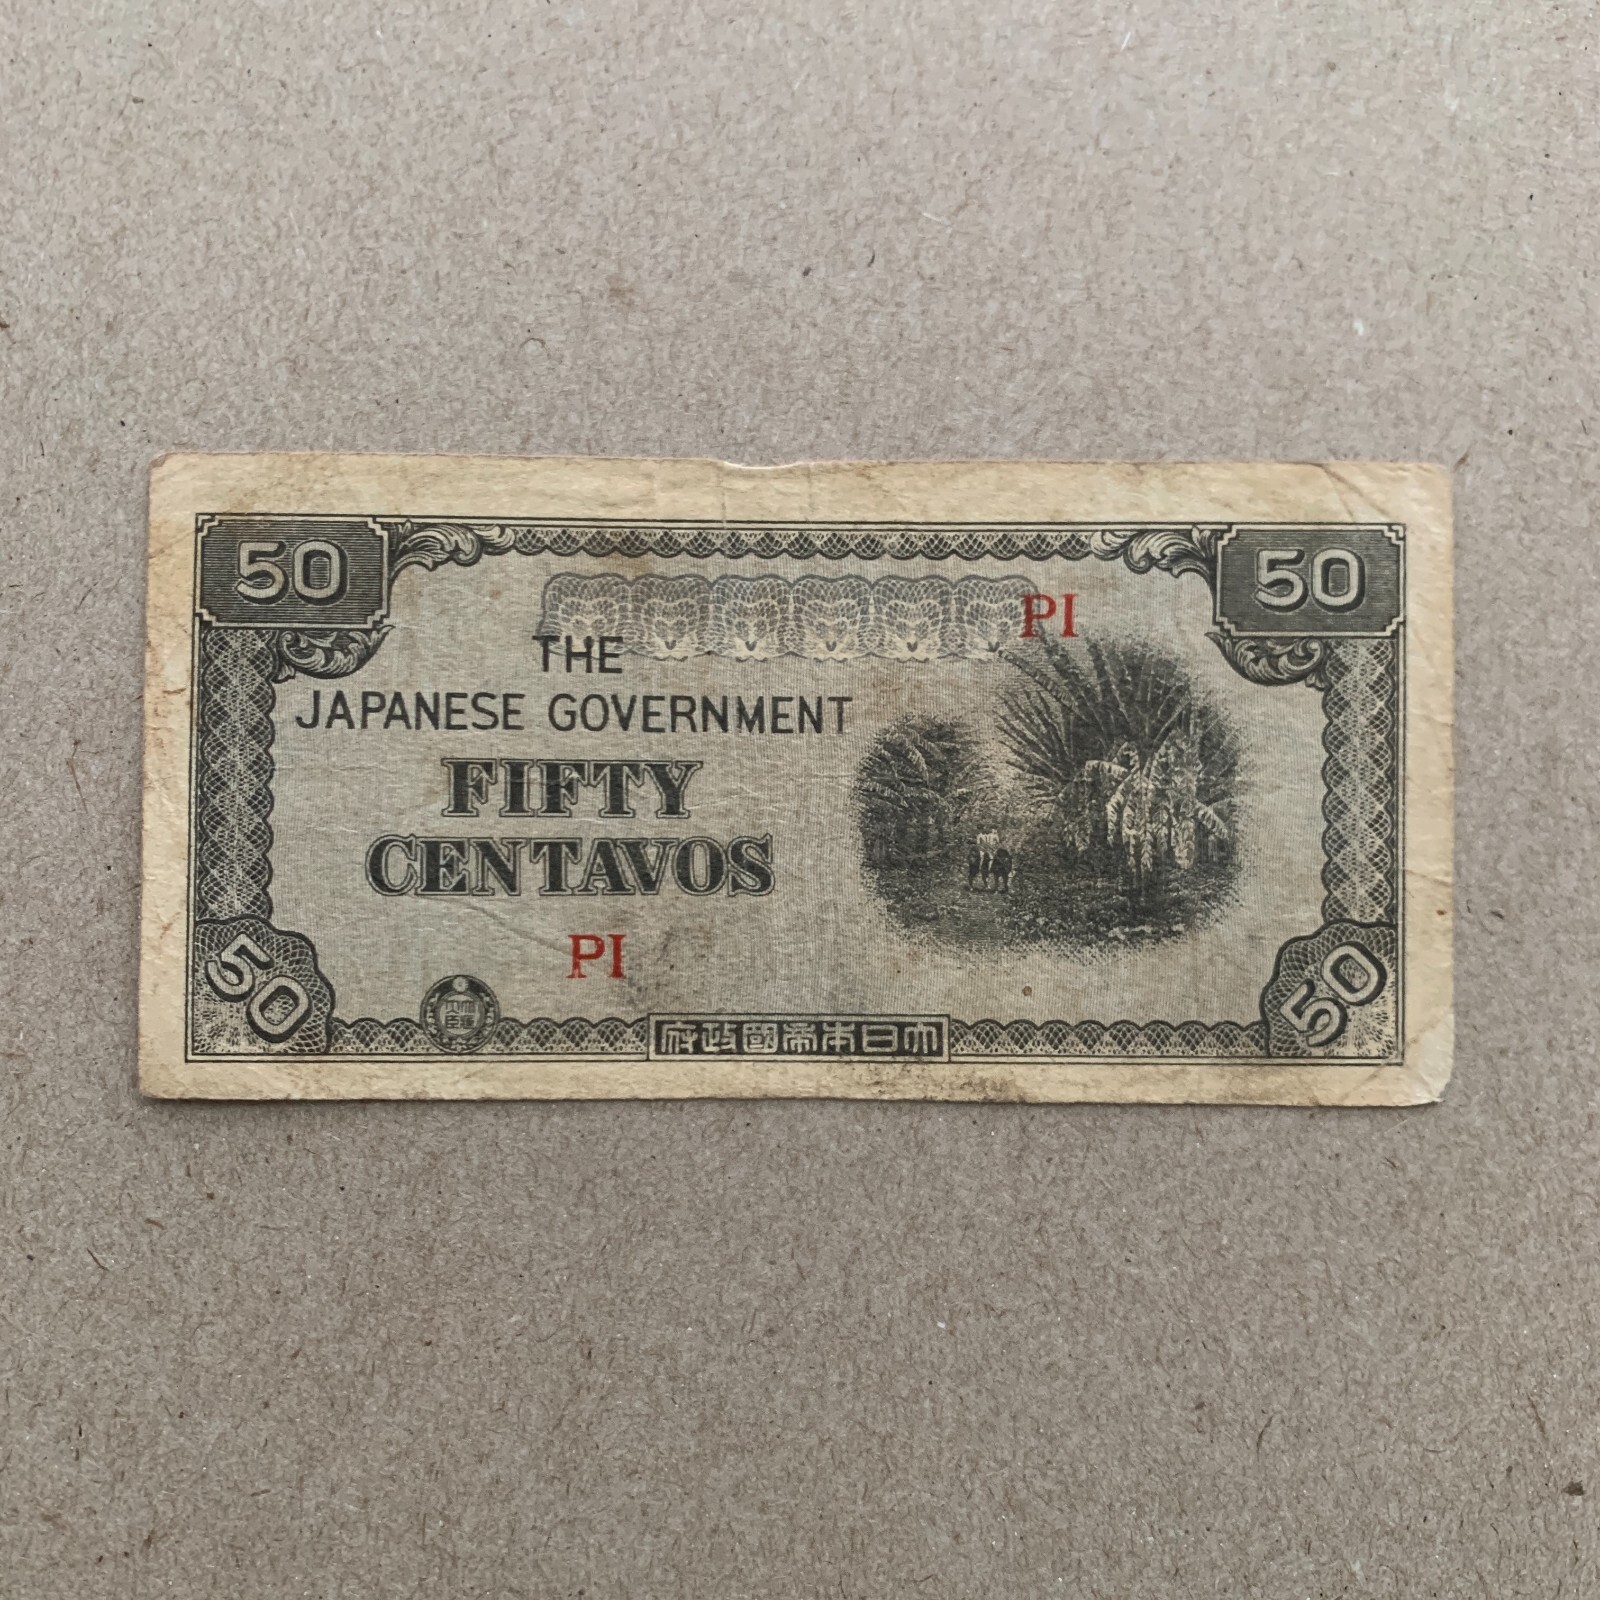 50
50
PI
THE
JAPANESE GOVERNMENT
FIFTY
CENTAVOS
PI
50
50
府政國帝本日大